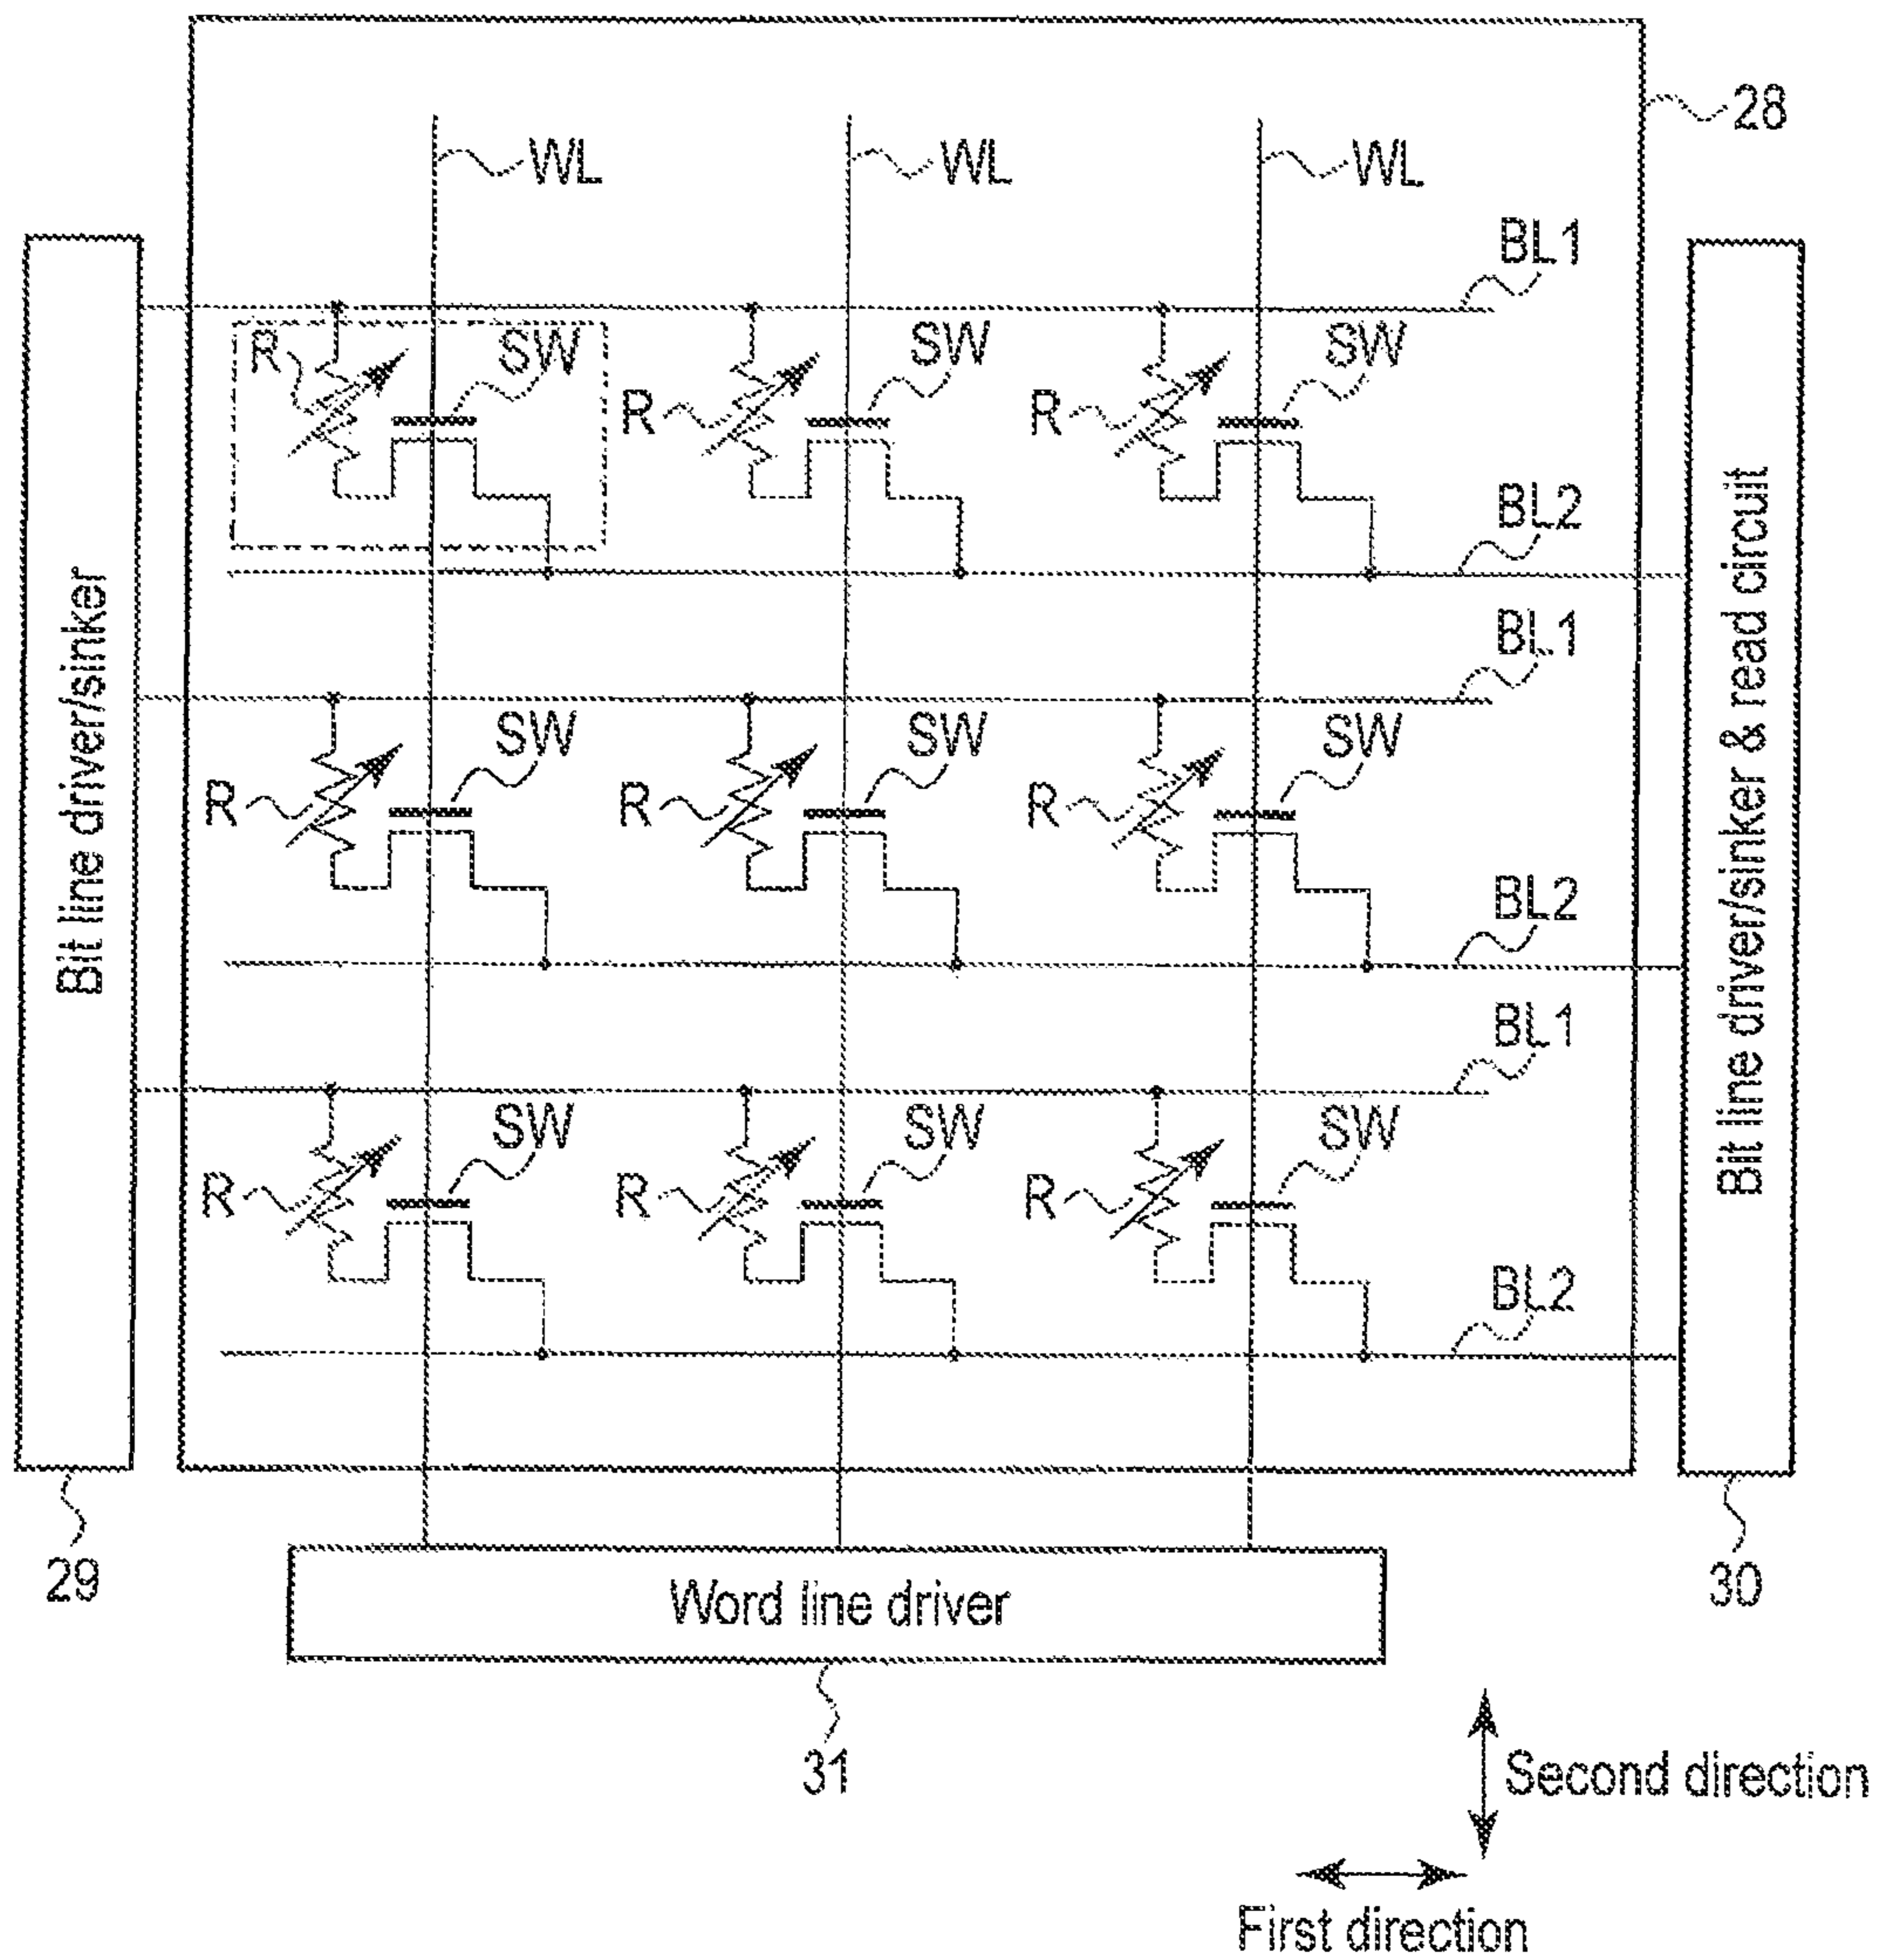 28
WL
WL
WL
BL1
R
SW
R
SW
R
SW
BL2
BL1
R
SW
R
SW
R
SW
BL2
BL1
R
SW
R
SW
R
SW
BL2
Bit line driver/sinker
Bit line driver/sinker & read circuit
29
30
Word line driver
31
Second direction
First direction